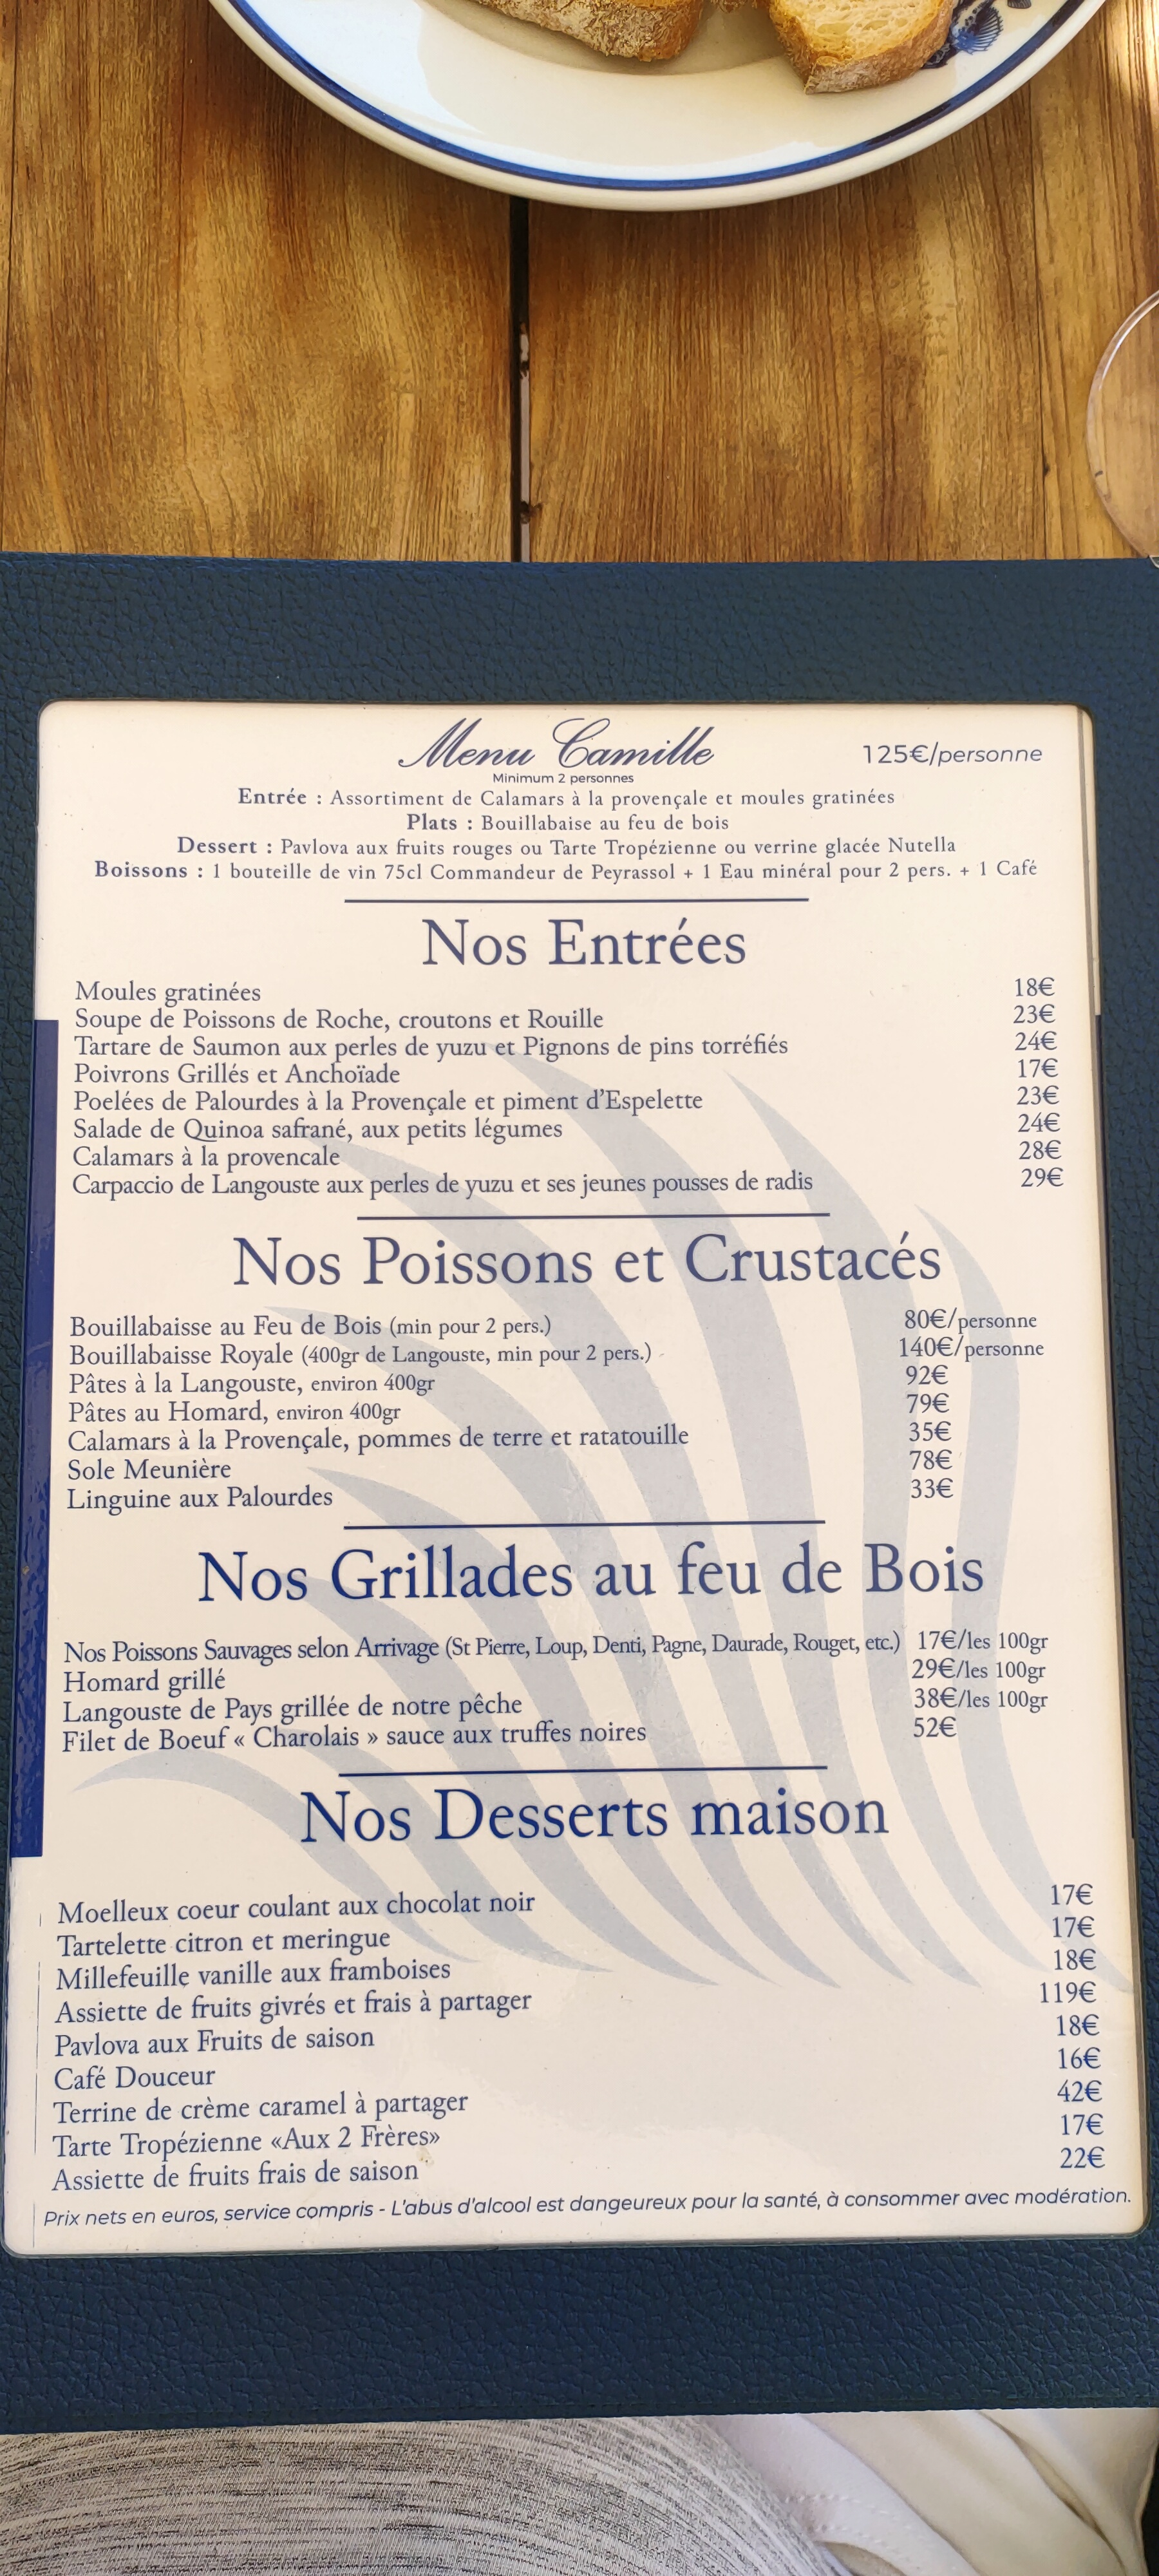 Menu Camille
125€/personne
Minimum 2 personnes
Entrée : Assortiment de Calamars à la provençale et moules gratinées
Plats : Bouillabaise au feu de bois
Dessert : Pavlova aux fruits rouges ou Tarte Tropézienne ou verrine glacée Nutella
Boissons : 1 bouteille de vin 75cl Commandeur de Peyrassol + 1 Eau minéral pour 2 pers. + 1 Café
Nos Entrées
Moules gratinées 18€
Soupe de Poissons de Roche, croutons et Rouille 23€
Tartare de Saumon aux perles de yuzu et Pignons de pins torréfiés 24€
Poivrons Grillés et Anchoïade 17€
Poelées de Palourdes à la Provençale et piment d'Espelette 23€
Salade de Quinoa safrané, aux petits légumes 24€
Calamars à la provencale 28€
Carpaccio de Langouste aux perles de yuzu et ses jeunes pousses de radis 29€
Nos Poissons et Crustacés
Bouillabaisse au Feu de Bois (min pour 2 pers.) 80€/personne
Bouillabaisse Royale (400gr de Langouste, min pour 2 pers.) 140€/personne
Pâtes à la Langouste, environ 400gr 92€
Pâtes au Homard, environ 400gr 79€
Calamars à la Provençale, pommes de terre et ratatouille 35€
Sole Meunière 78€
Linguine aux Palourdes 33€
Nos Grillades au feu de Bois
Nos Poissons Sauvages selon Arrivage (St Pierre, Loup, Denti, Pagne, Daurade, Rouget, etc.) 17€/les 100gr
Homard grillé 29€/les 100gr
Langouste de Pays grillée de notre pêche 38€/les 100gr
Filet de Boeuf « Charolais » sauce aux truffes noires 52€
Nos Desserts maison
Moelleux coeur coulant aux chocolat noir 17€
Tartelette citron et meringue 17€
Millefeuille vanille aux framboises 18€
Assiette de fruits givrés et frais à partager 119€
Pavlova aux Fruits de saison 18€
Café Douceur 16€
Terrine de crème caramel à partager 42€
Tarte Tropézienne «Aux 2 Frères» 17€
Assiette de fruits frais de saison 22€
Prix nets en euros, service compris - L'abus d'alcool est dangeureux pour la santé, à consommer avec modération.